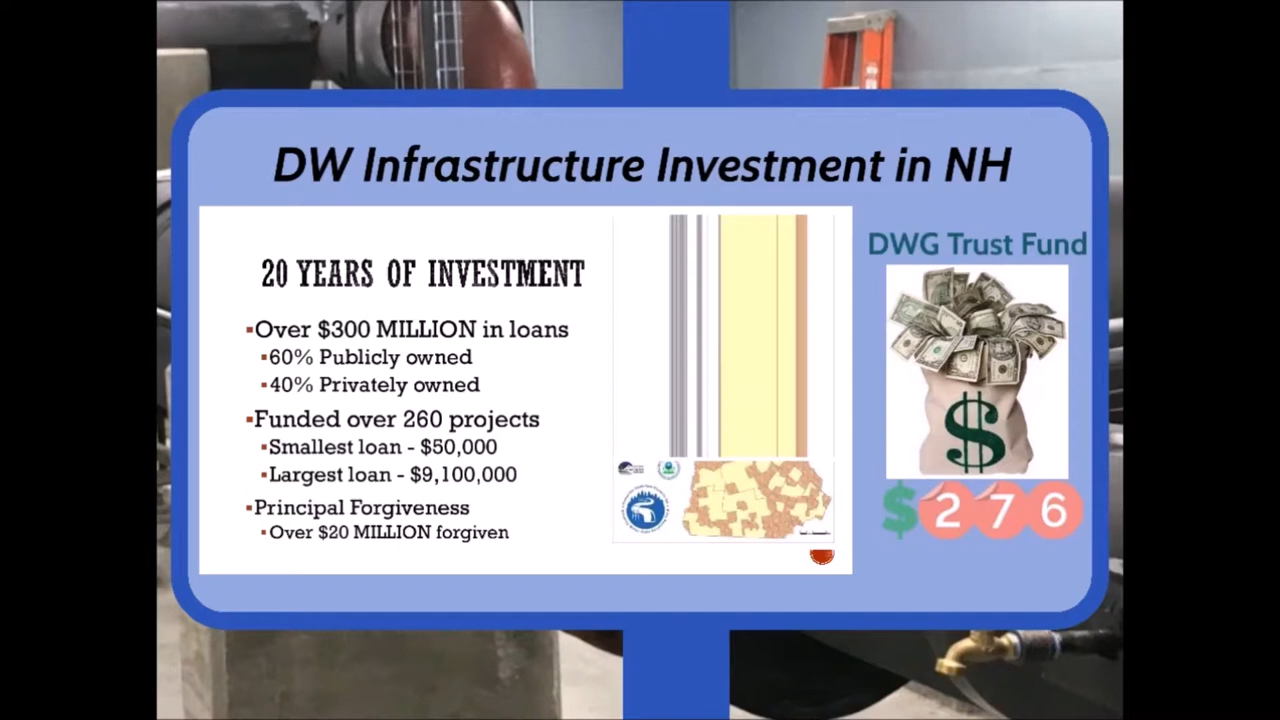 DW Infrastructure Investment in NH
20 YEARS OF INVESTMENT
▪Over $300 MILLION in loans
▪60% Publicly owned
▪40% Privately owned
▪Funded over 260 projects
▪Smallest loan - $50,000
▪Largest loan - $9,100,000
▪Principal Forgiveness
▪Over $20 MILLION forgiven
DWG Trust Fund
$
$276